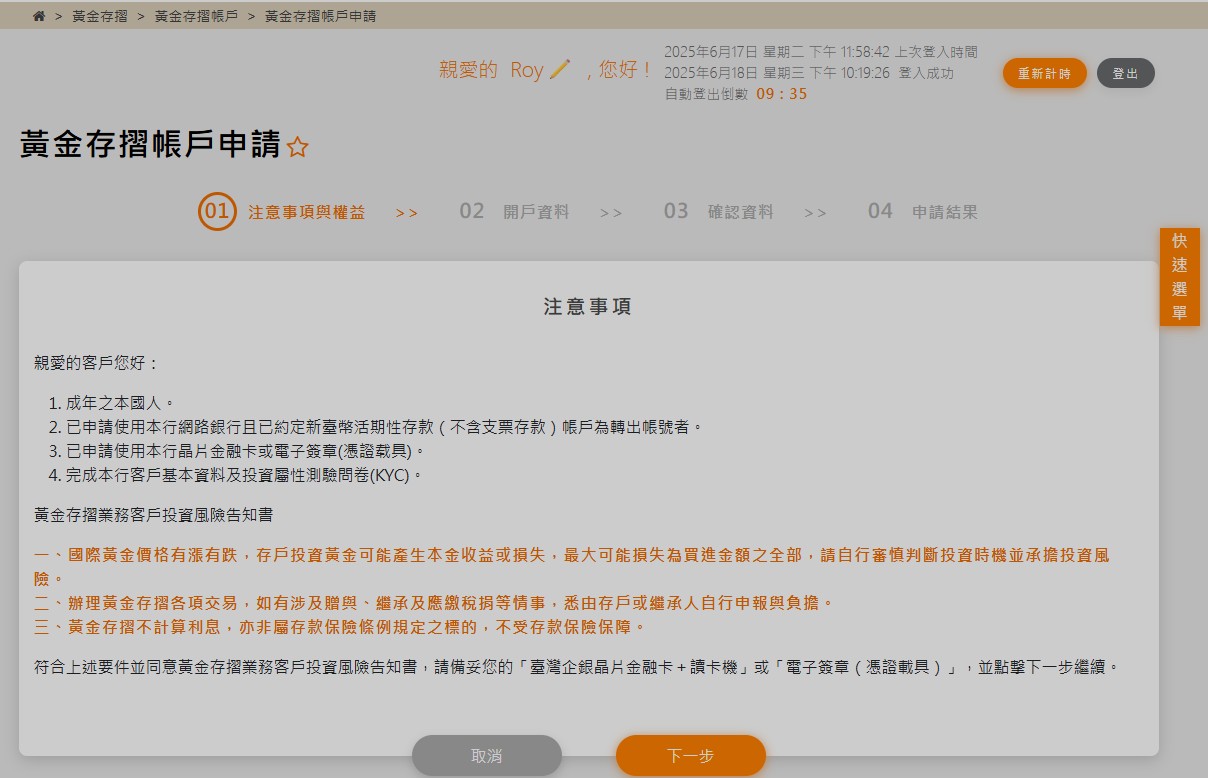 > 黃金存摺 > 黃金存摺帳戶 > 黃金存摺帳戶申請
親愛的 Roy ，您好！
2025年6月17日 星期二 下午 11:58:42 上次登入時間
2025年6月18日 星期三 下午 10:19:26 登入成功
自動登出倒數 09：35
重新計時
登出
黃金存摺帳戶申請
01 注意事項與權益 >> 02 開戶資料 >> 03 確認資料 >> 04 申請結果
快速選單
注意事項
親愛的客戶您好：
1. 成年之本國人。
2. 已申請使用本行網路銀行且已約定新臺幣活期性存款（不含支票存款）帳戶為轉出帳號者。
3. 已申請使用本行晶片金融卡或電子簽章(憑證載具)。
4. 完成本行客戶基本資料及投資屬性測驗問卷(KYC)。
黃金存摺業務客戶投資風險告知書
一、國際黃金價格有漲有跌，存戶投資黃金可能產生本金收益或損失，最大可能損失為買進金額之全部，請自行審慎判斷投資時機並承擔投資風
險。
二、辦理黃金存摺各項交易，如有涉及贈與、繼承及應繳稅捐等情事，悉由存戶或繼承人自行申報與負擔。
三、黃金存摺不計算利息，亦非屬存款保險條例規定之標的，不受存款保險保障。
符合上述要件並同意黃金存摺業務客戶投資風險告知書，請備妥您的「臺灣企銀晶片金融卡＋讀卡機」或「電子簽章（憑證載具）」，並點擊下一步繼續。
取消
下一步